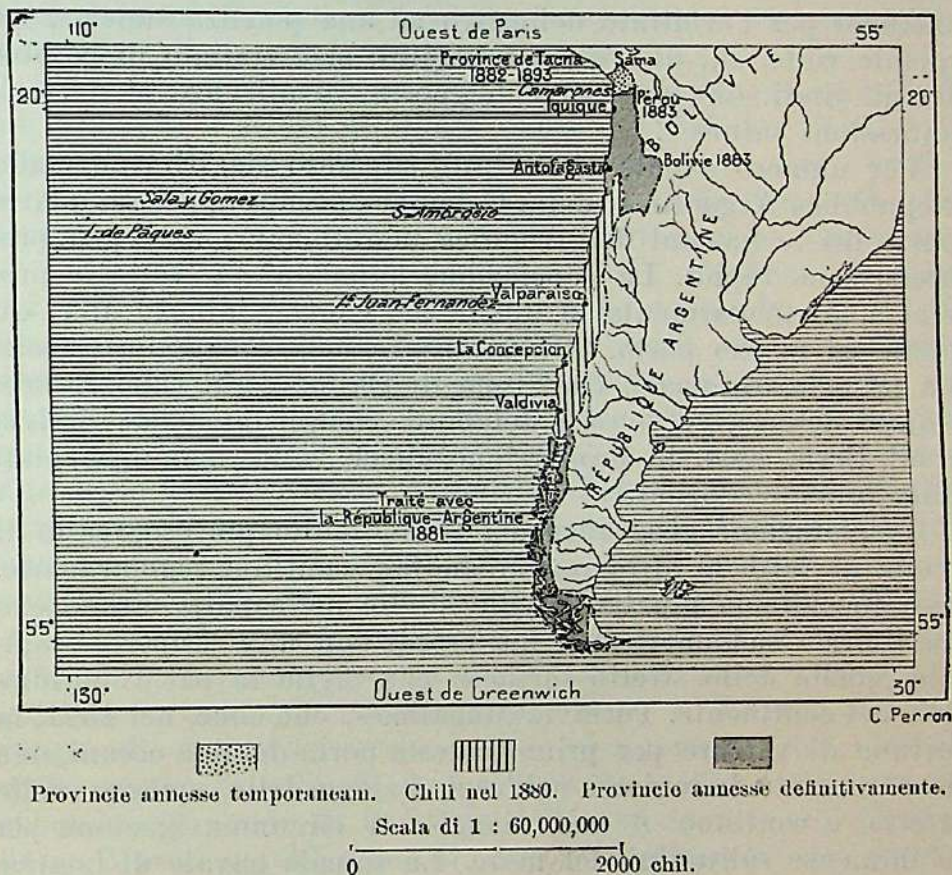 110°
Ouest de Paris
55°
Province de Tacna
1882-1893
Sama
20°
Camarones
Iquique
Pérou
1883
20°
BOLIVIE
Antofagasta
Bolivie 1883
Sala y Gomez
S. Ambrosio
I. de Pâques
Is Juan-Fernandez
Valparaiso
La Concepcion
Valdivia
RÉPUBLIQUE ARGENTINE
Traité avec
la République-Argentine
1881
55°
55°
130°
Ouest de Greenwich
50°
C. Perron
Provincie annesse temporaneam. Chili nel 1880. Provincie annesse definitivamente.
Scala di 1 : 60,000,000
0 2000 chil.